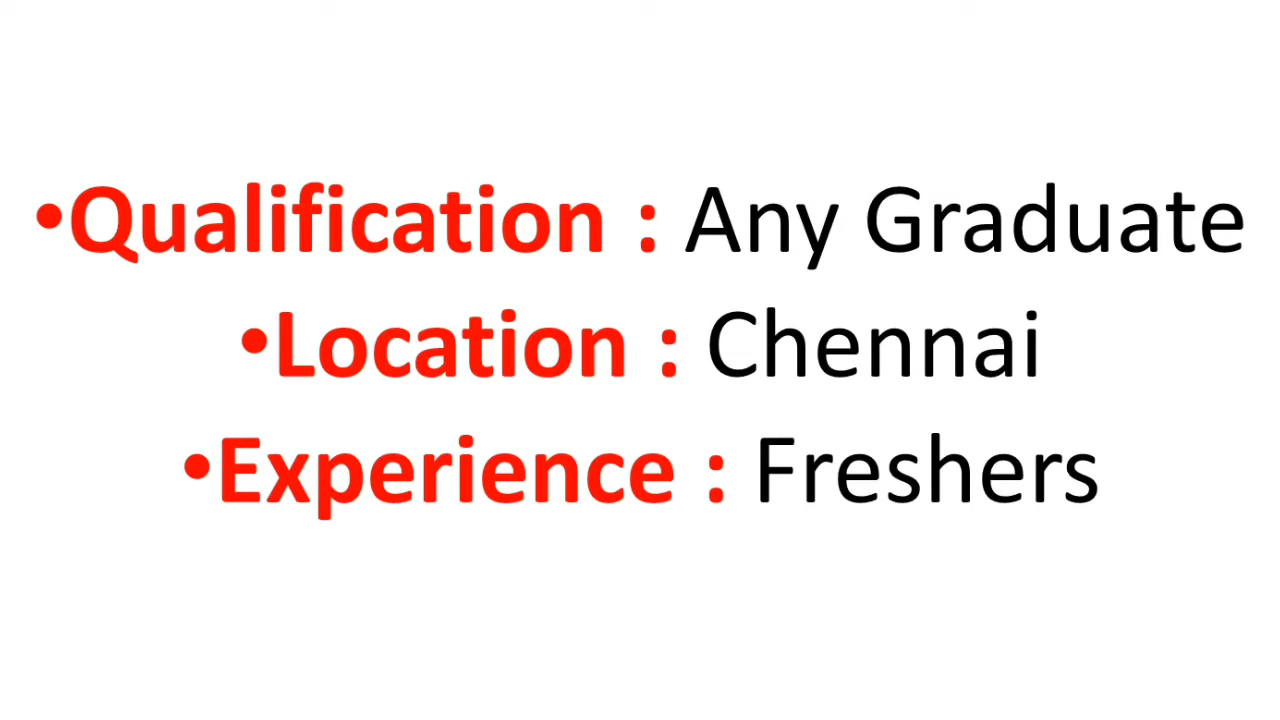 •Qualification : Any Graduate
•Location : Chennai
•Experience : Freshers